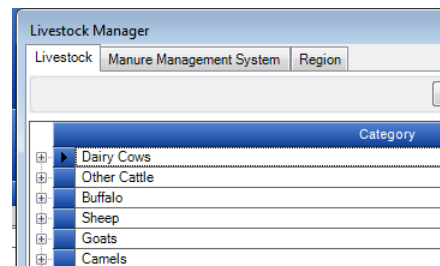 Livestock Manager
Livestock Manure Management System Region
Category
Dairy Cows
Other Cattle
Buffalo
Sheep
Goats
Camels